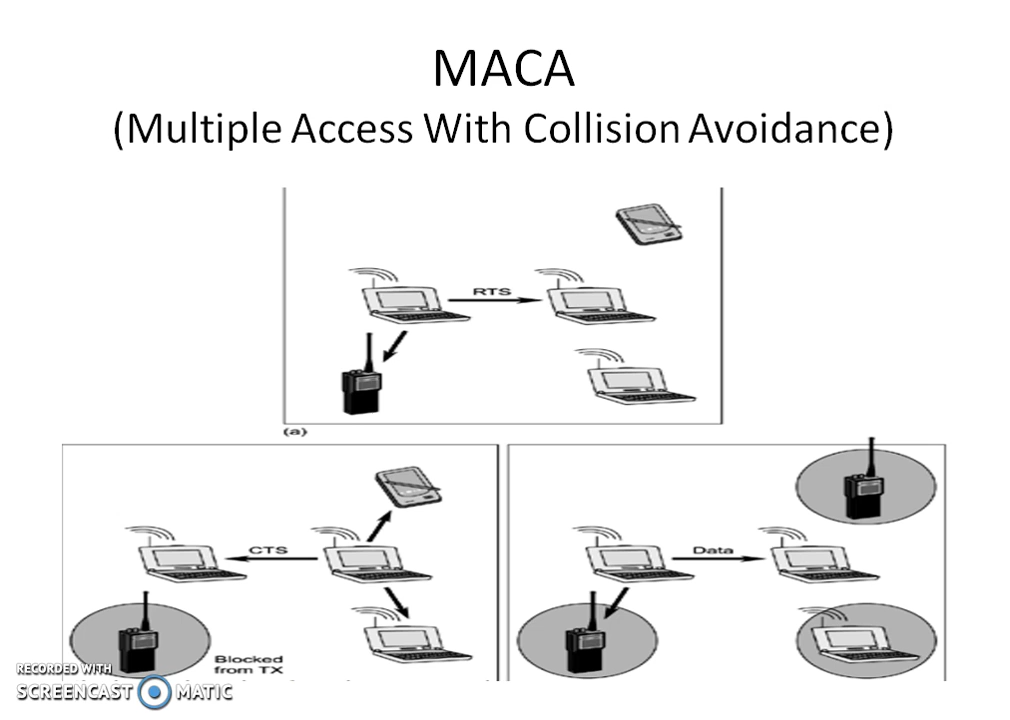 MACA
(Multiple Access With Collision Avoidance)
RTS
(a)
CTS
Data
Blocked
from TX
RECORDED WITH
SCREENCAST MATIC